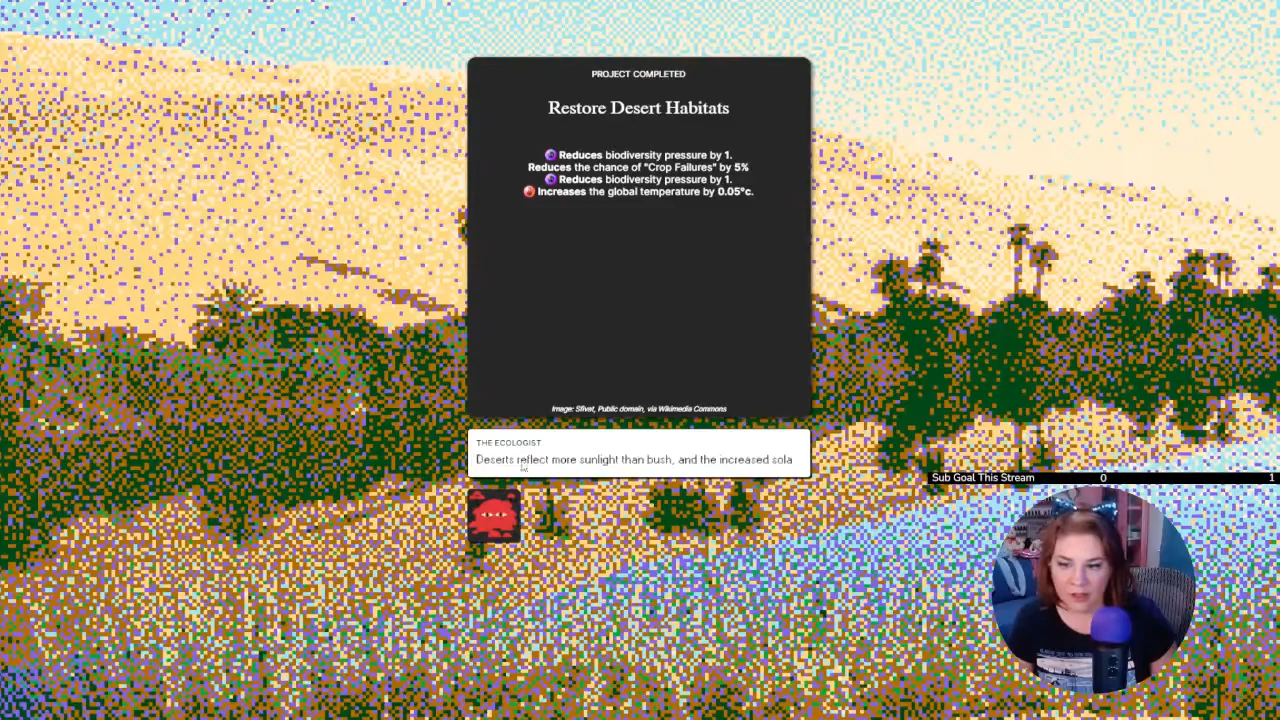 PROJECT COMPLETED
Restore Desert Habitats
Reduces biodiversity pressure by 1.
Reduces the chance of "Crop Failures" by 5%
Reduces biodiversity pressure by 1.
Increases the global temperature by 0.05°c.
Image: Sfivat, Public domain, via Wikimedia Commons
THE ECOLOGIST
Deserts reflect more sunlight than bush, and the increased sola
Sub Goal This Stream 0 1